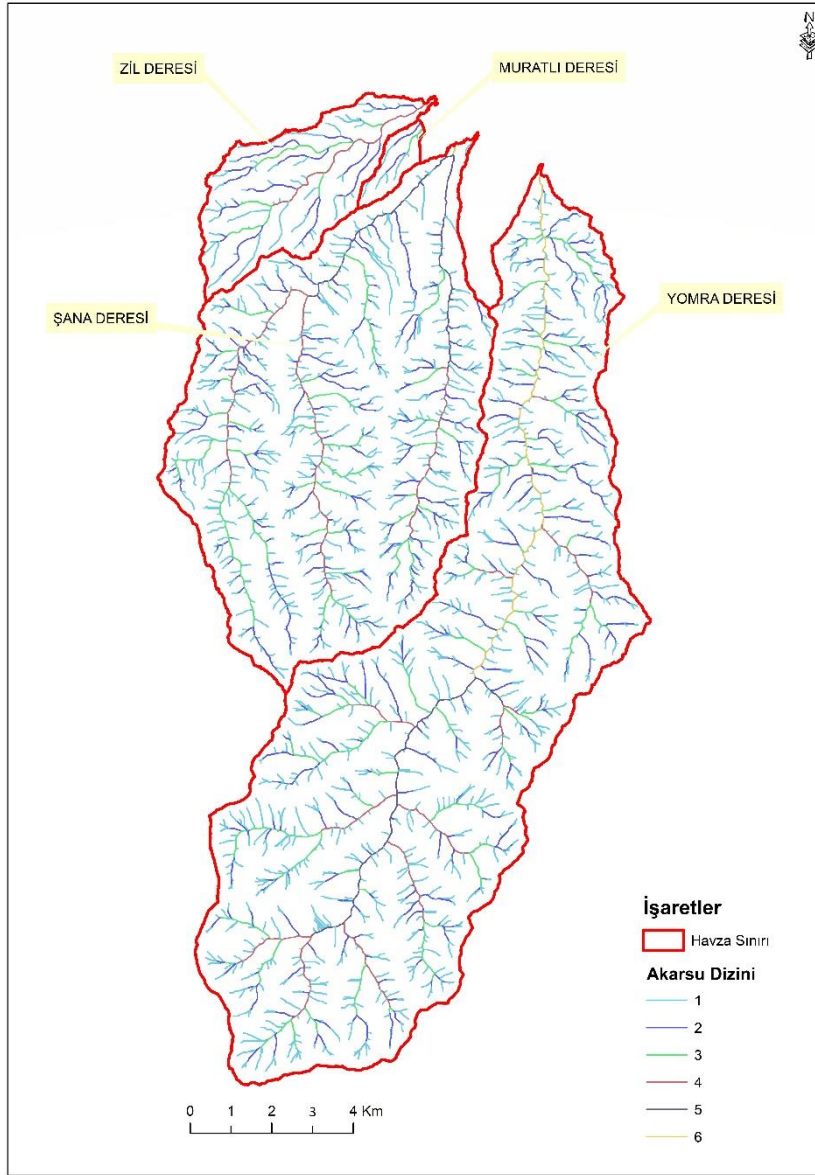 N
ZİL DERESİ
MURATLI DERESİ
ŞANA DERESİ
YOMRA DERESİ
İşaretler
Havza Sınırı
Akarsu Dizini
1
2
3
4
5
6
0 1 2 3 4 Km